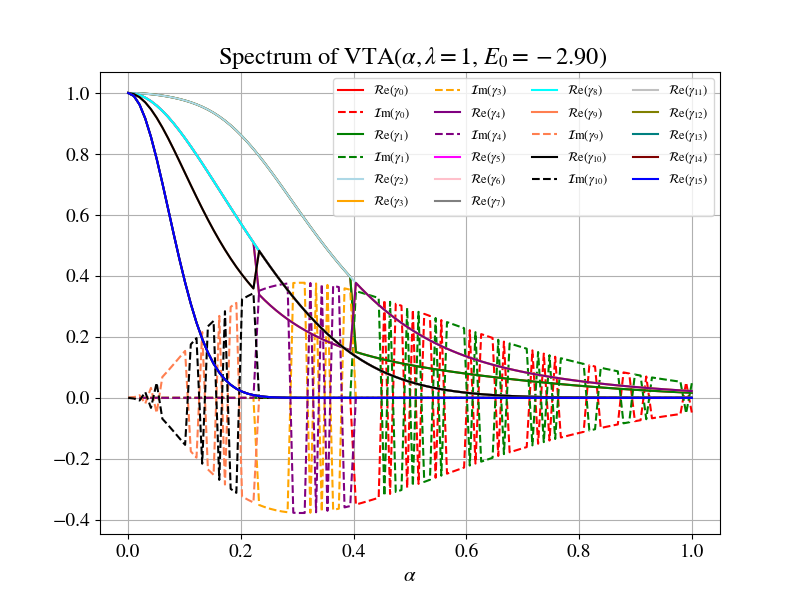 Spectrum of VTA(α, λ = 1, E₀ = −2.90)
ℛe(γ₀)
ℐm(γ₀)
ℛe(γ₁)
ℐm(γ₁)
ℛe(γ₂)
ℛe(γ₃)
ℐm(γ₃)
ℛe(γ₄)
ℐm(γ₄)
ℛe(γ₅)
ℛe(γ₆)
ℛe(γ₇)
ℛe(γ₈)
ℛe(γ₉)
ℐm(γ₉)
ℛe(γ₁₀)
ℐm(γ₁₀)
ℛe(γ₁₁)
ℛe(γ₁₂)
ℛe(γ₁₃)
ℛe(γ₁₄)
ℛe(γ₁₅)
1.0
0.8
0.6
0.4
0.2
0.0
−0.2
−0.4
0.0 0.2 0.4 0.6 0.8 1.0
α